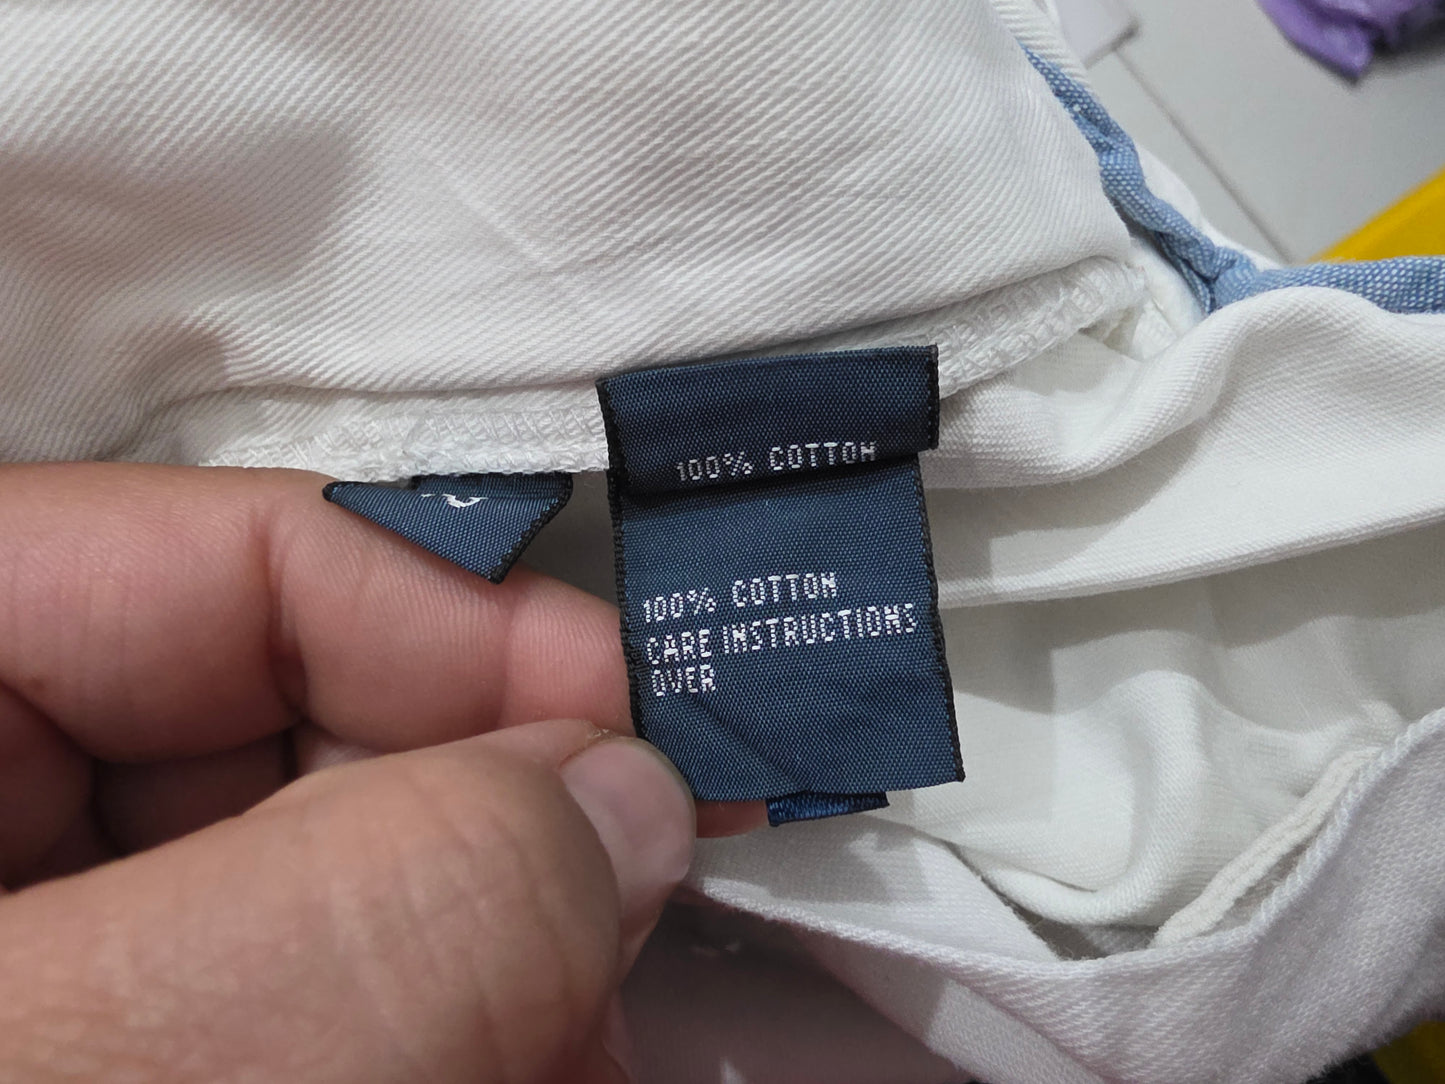 100% COTTON
100% COTTON
CARE INSTRUCTIONS
OVER